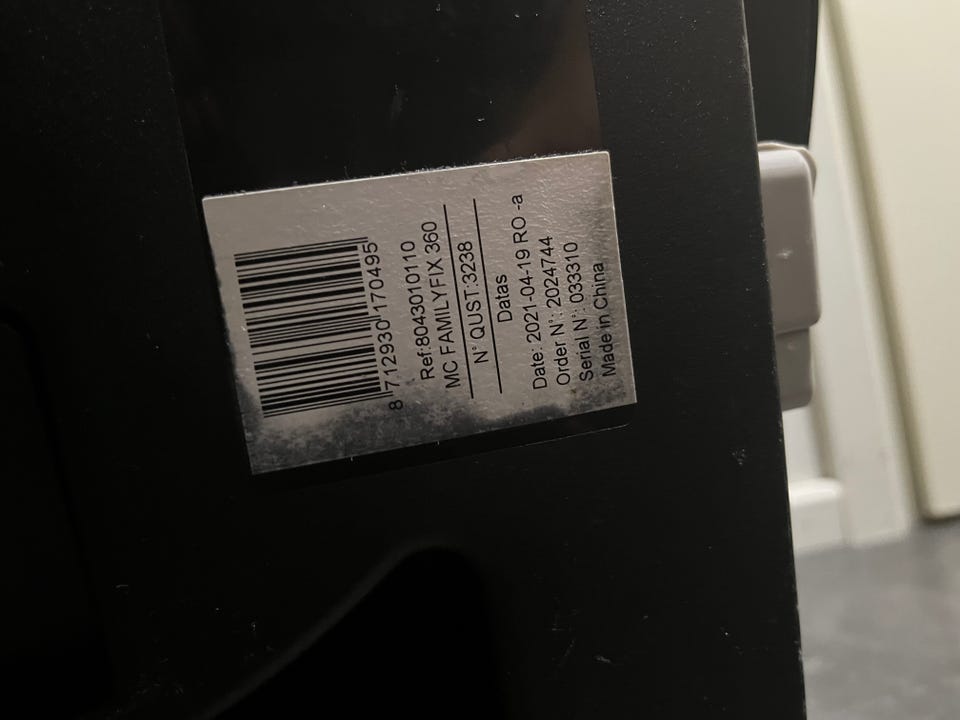 8 712930 170495
Ref:8043010110
MC FAMILYFIX 360
N° QUST:3238
Datas
Date: 2021-04-19 RO -a
Order N°: 2024744
Serial N°: 033310
Made in China